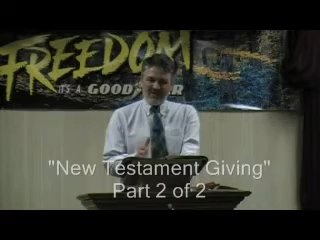 FREEDOM
IT'S A GOOD
"New Testament Giving"
Part 2 of 2